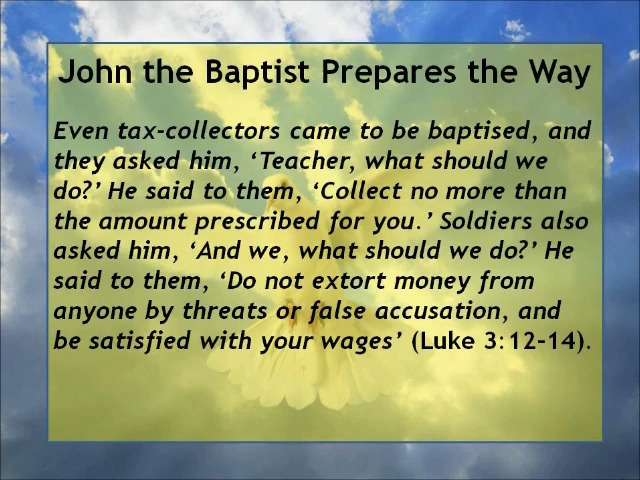 John the Baptist Prepares the Way
Even tax-collectors came to be baptised, and
they asked him, ‘Teacher, what should we
do?’ He said to them, ‘Collect no more than
the amount prescribed for you.’ Soldiers also
asked him, ‘And we, what should we do?’ He
said to them, ‘Do not extort money from
anyone by threats or false accusation, and
be satisfied with your wages’ (Luke 3:12–14).